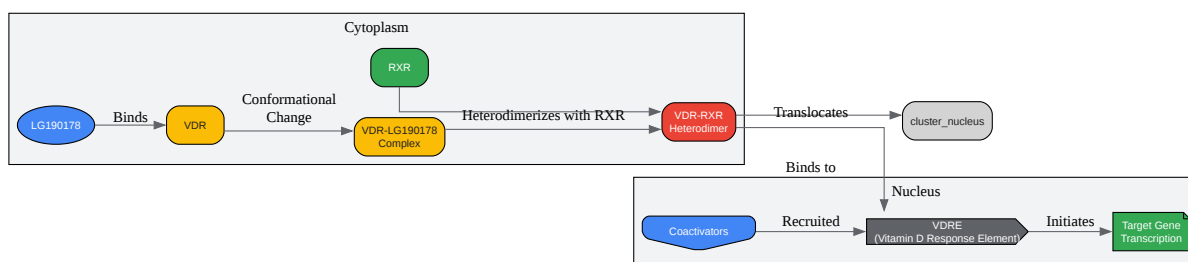 Cytoplasm
RXR
LG190178
Binds
VDR
Conformational
Change
VDR-LG190178
Complex
Heterodimerizes with RXR
VDR-RXR
Heterodimer
Translocates
cluster_nucleus
Binds to
Nucleus
Coactivators
Recruited
VDRE
(Vitamin D Response Element)
Initiates
Target Gene
Transcription